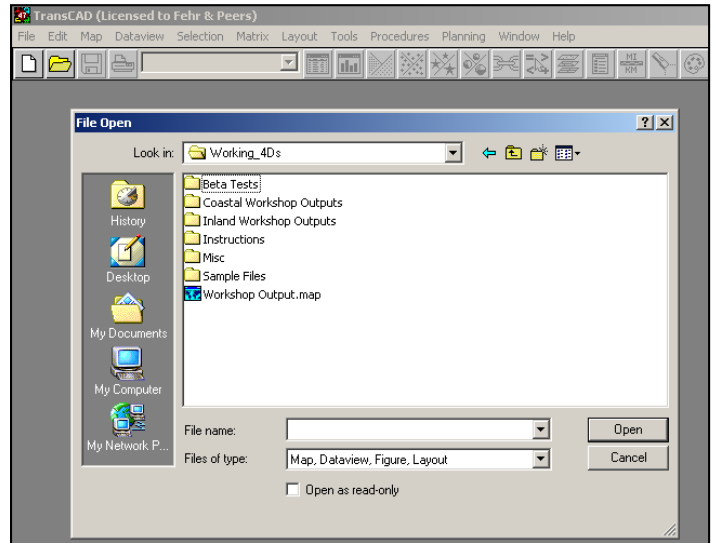 TransCAD (Licensed to Fehr & Peers)
File Edit Map Dataview Selection Matrix Layout Tools Procedures Planning Window Help
MI
KM
File Open
Look in: Working_4Ds
Beta Tests
Coastal Workshop Outputs
Inland Workshop Outputs
Instructions
Misc
Sample Files
Workshop Output.map
History
Desktop
My Documents
My Computer
My Network P...
File name:
Open
Files of type: Map, Dataview, Figure, Layout
Cancel
Open as read-only